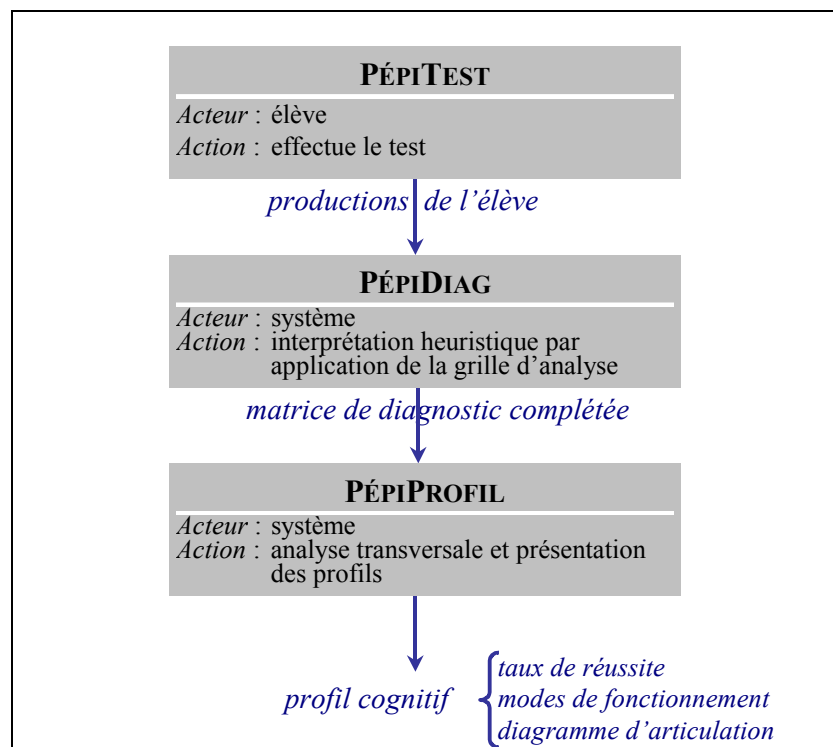 PÉPITEST
Acteur : élève
Action : effectue le test
productions de l’élève
PÉPIDIAG
Acteur : système
Action : interprétation heuristique par
application de la grille d’analyse
matrice de diagnostic complétée
PÉPIPROFIL
Acteur : système
Action : analyse transversale et présentation
des profils
taux de réussite
profil cognitif modes de fonctionnement
diagramme d’articulation